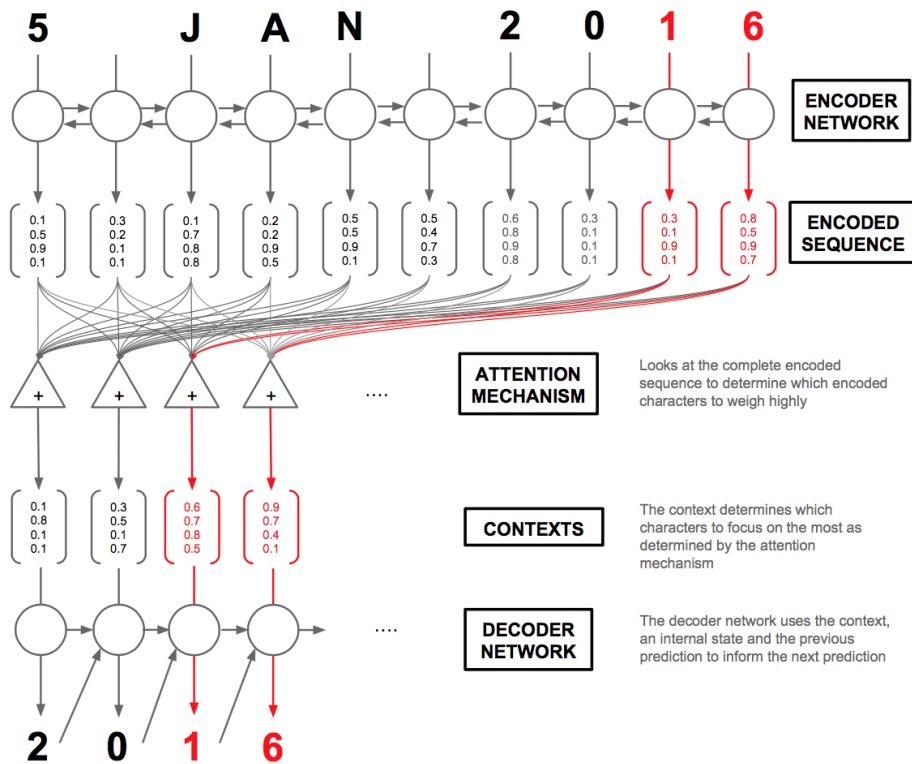 5 J A N 2 0 1 6
ENCODER
NETWORK
0.1 0.3 0.1 0.2 0.5 0.5 0.6 0.3 0.3 0.8
0.5 0.2 0.7 0.2 0.5 0.4 0.8 0.1 0.1 0.5
0.9 0.1 0.8 0.9 0.9 0.7 0.9 0.1 0.9 0.9
0.1 0.1 0.8 0.5 0.1 0.3 0.8 0.1 0.1 0.7
ENCODED
SEQUENCE
+ + + + ....
ATTENTION
MECHANISM
Looks at the complete encoded
sequence to determine which encoded
characters to weigh highly
0.1 0.3 0.6 0.9
0.8 0.5 0.7 0.7
0.1 0.1 0.8 0.4
0.1 0.7 0.5 0.1
CONTEXTS
The context determines which
characters to focus on the most as
determined by the attention
mechanism
....
DECODER
NETWORK
The decoder network uses the context,
an internal state and the previous
prediction to inform the next prediction
2 0 1 6